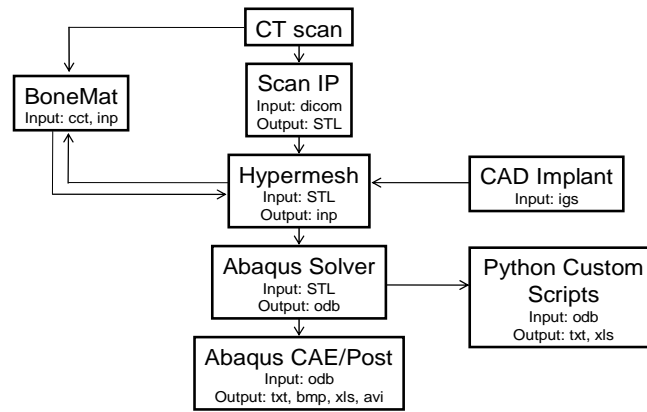 CT scan
Scan IP
Input: dicom
Output: STL
BoneMat
Input: cct, inp
Hypermesh
Input: STL
Output: inp
CAD Implant
Input: igs
Abaqus Solver
Input: STL
Output: odb
Python Custom
Scripts
Input: odb
Output: txt, xls
Abaqus CAE/Post
Input: odb
Output: txt, bmp, xls, avi